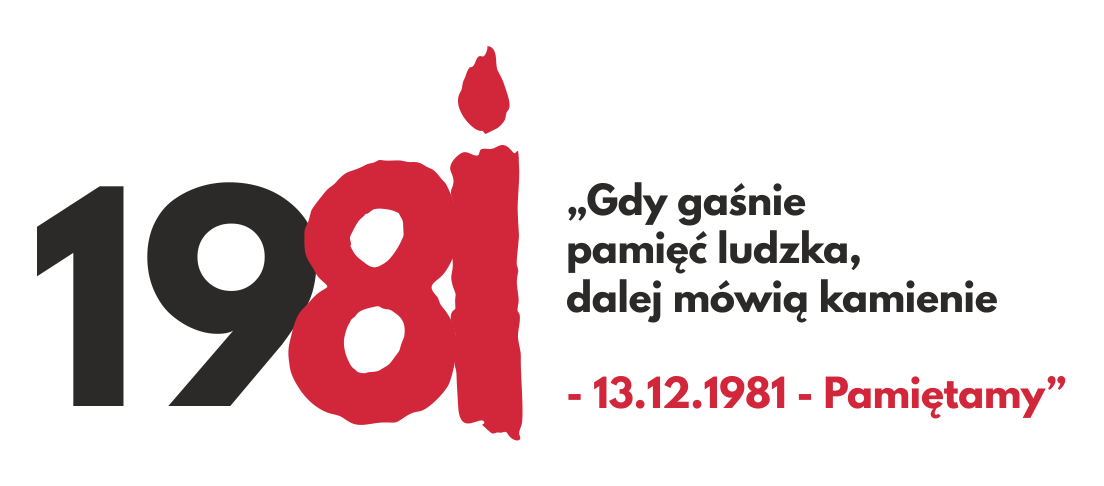 1981
„Gdy gaśnie
pamięć ludzka,
dalej mówią kamienie
- 13.12.1981 - Pamiętamy”